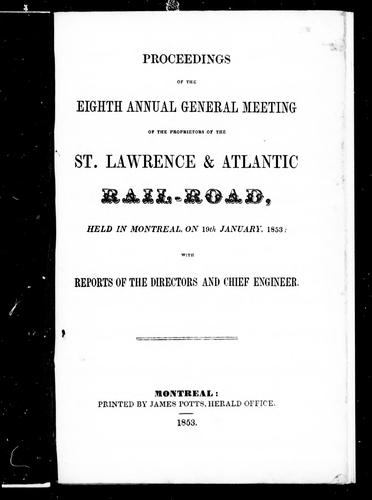 PROCEEDINGS
OF THE
EIGHTH ANNUAL GENERAL MEETING
OF THE PROPRIETORS OF THE
ST. LAWRENCE & ATLANTIC
RAIL-ROAD,
HELD IN MONTREAL, ON 19th JANUARY, 1853:
WITH
REPORTS OF THE DIRECTORS AND CHIEF ENGINEER.
MONTREAL:
PRINTED BY JAMES POTTS, HERALD OFFICE.
1853.